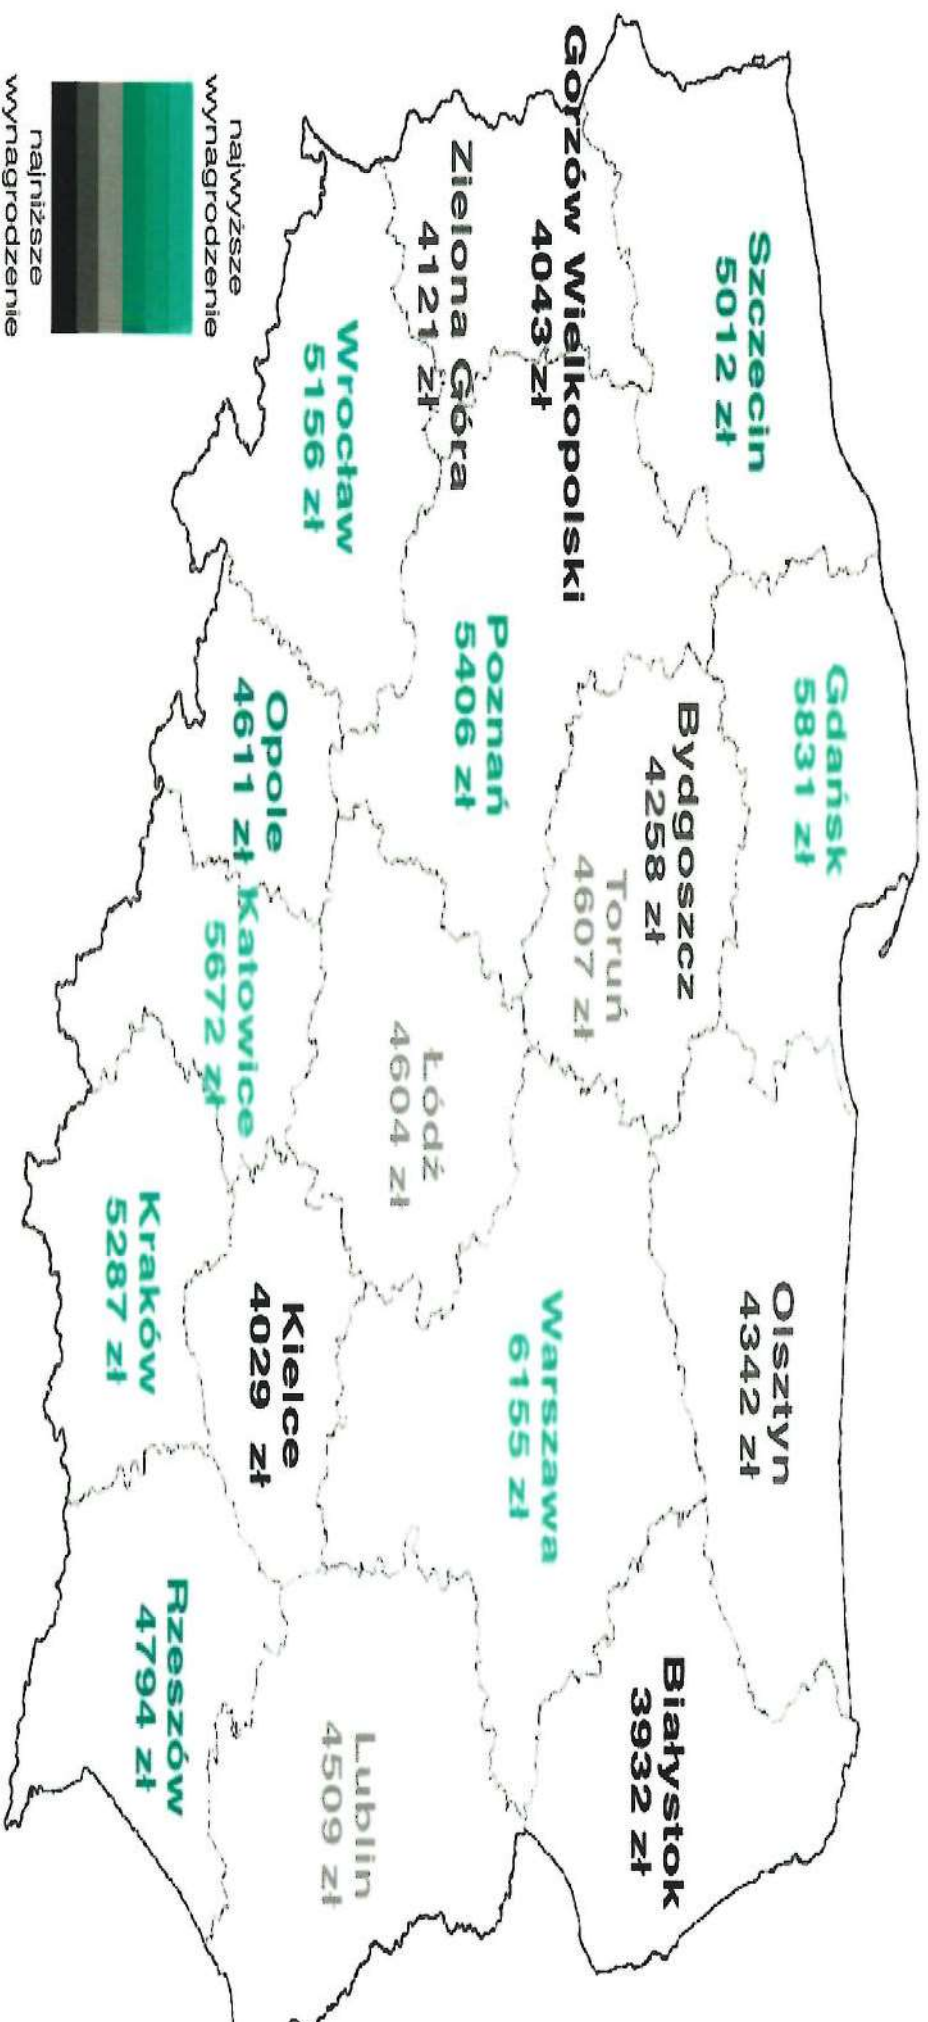 Szczecin
5012 zł
Gdańsk
5831 zł
Olsztyn
4342 zł
Gorzów Wielkopolski
4043 zł
Bydgoszcz
4258 zł
Toruń
4607 zł
Białystok
3932 zł
Zielona Góra
4121 zł
Poznań
5406 zł
Warszawa
6155 zł
Łódź
4604 zł
Wrocław
5156 zł
Opole
4611 zł
Katowice
5672 zł
Kielce
4029 zł
Lublin
4509 zł
Kraków
5287 zł
Rzeszów
4794 zł
najwyższe
wynagrodzenie
najniższe
wynagrodzenie